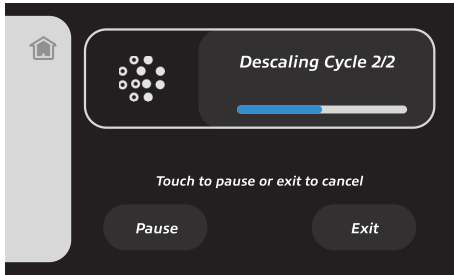 Descaling Cycle 2/2
Touch to pause or exit to cancel
Pause
Exit